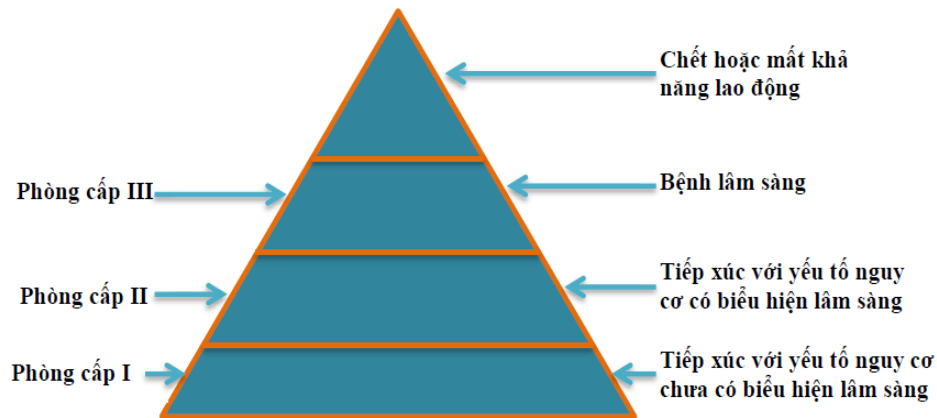 Chết hoặc mất khả
năng lao động
Phòng cấp III
Bệnh lâm sàng
Phòng cấp II
Tiếp xúc với yếu tố nguy
cơ có biểu hiện lâm sàng
Phòng cấp I
Tiếp xúc với yếu tố nguy cơ
chưa có biểu hiện lâm sàng